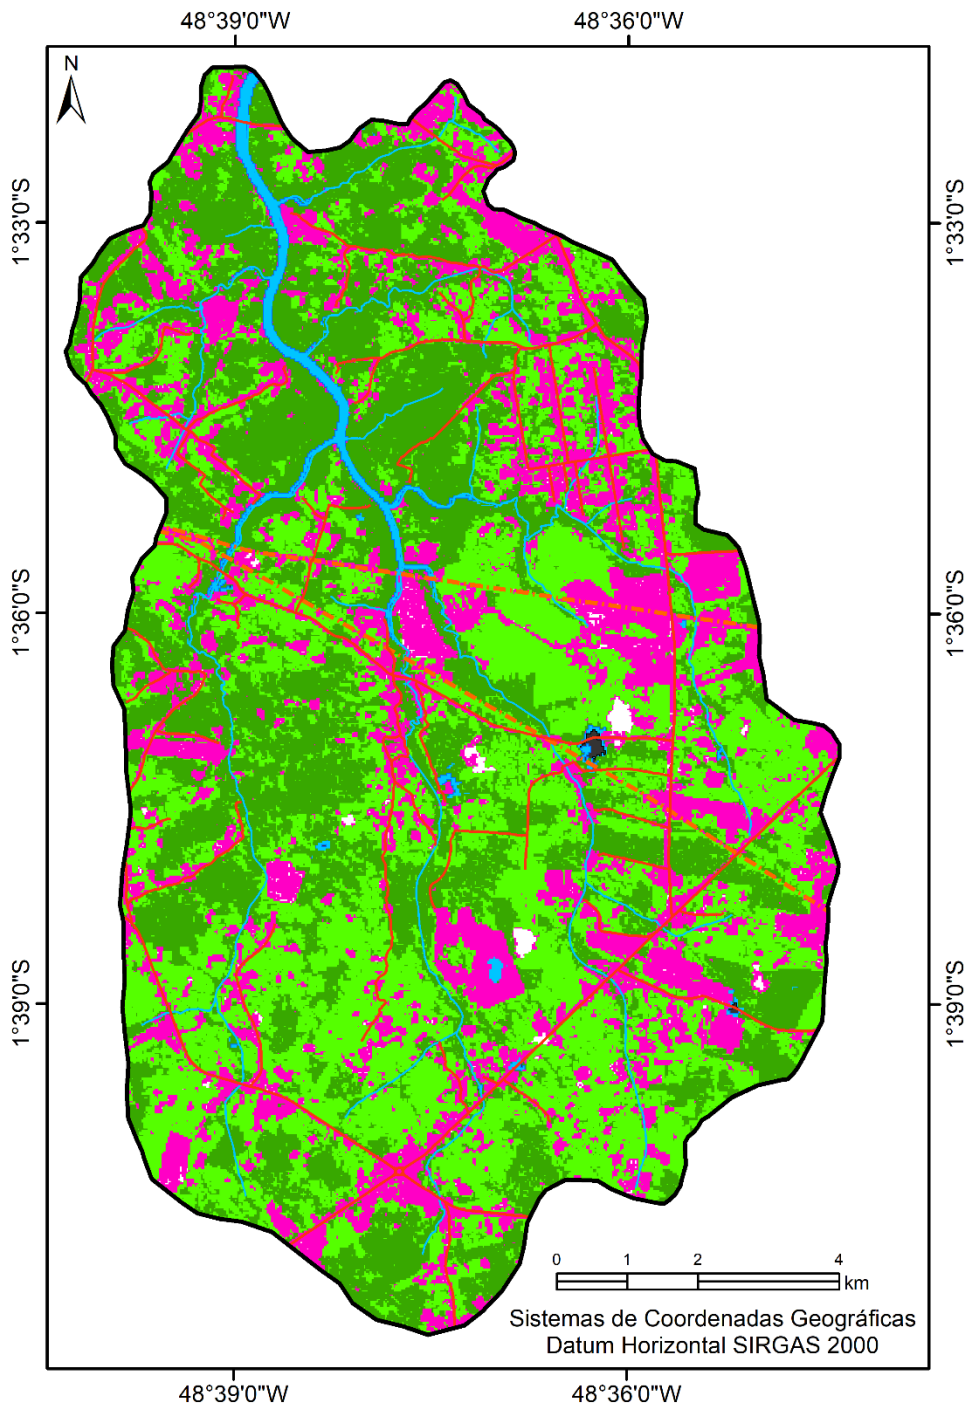 48°39'0"W 48°36'0"W
N
1°33'0"S 1°33'0"S
1°36'0"S 1°36'0"S
1°39'0"S 1°39'0"S
0 1 2 4
km
Sistemas de Coordenadas Geográficas
Datum Horizontal SIRGAS 2000
48°39'0"W 48°36'0"W